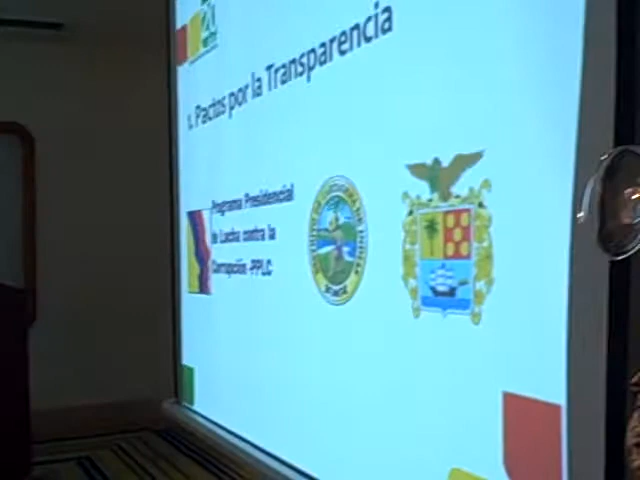 1. Pactos por la Transparencia
Programa Presidencial
de Lucha contra la
Corrupción -PPLC